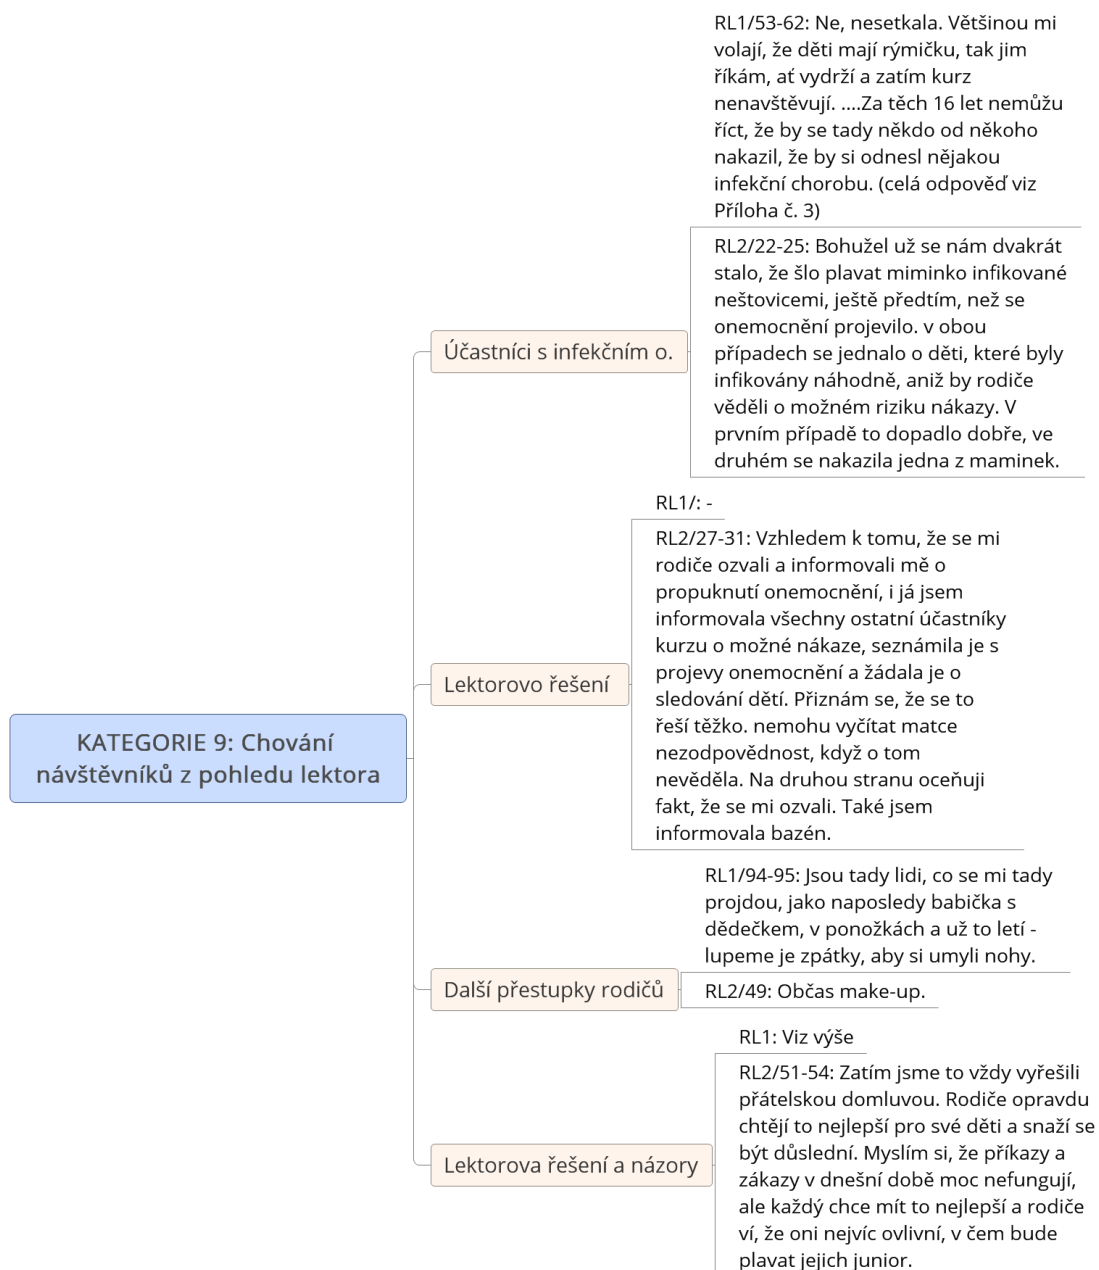 RL1/53-62: Ne, nesetkala. Většinou mi
volají, že děti mají rýmičku, tak jim
říkám, ať vydrží a zatím kurz
nenavštěvují. ....Za těch 16 let nemůžu
říct, že by se tady někdo od někoho
nakazil, že by si odnesl nějakou
infekční chorobu. (celá odpověď viz
Příloha č. 3)
RL2/22-25: Bohužel už se nám dvakrát
stalo, že šlo plavat miminko infikované
neštovicemi, ještě předtím, než se
onemocnění projevilo. v obou
případech se jednalo o děti, které byly
infikovány náhodně, aniž by rodiče
věděli o možném riziku nákazy. V
prvním případě to dopadlo dobře, ve
druhém se nakazila jedna z maminek.
Účastníci s infekčním o.
RL1/: -
RL2/27-31: Vzhledem k tomu, že se mi
rodiče ozvali a informovali mě o
propuknutí onemocnění, i já jsem
informovala všechny ostatní účastníky
kurzu o možné nákaze, seznámila je s
projevy onemocnění a žádala je o
sledování dětí. Přiznám se, že se to
řeší těžko. nemohu vyčítat matce
nezodpovědnost, když o tom
nevěděla. Na druhou stranu oceňuji
fakt, že se mi ozvali. Také jsem
informovala bazén.
Lektorovo řešení
KATEGORIE 9: Chování
návštěvníků z pohledu lektora
RL1/94-95: Jsou tady lidi, co se mi tady
projdou, jako naposledy babička s
dědečkem, v ponožkách a už to letí -
lupeme je zpátky, aby si umyli nohy.
Další přestupky rodičů
RL2/49: Občas make-up.
RL1: Viz výše
RL2/51-54: Zatím jsme to vždy vyřešili
přátelskou domluvou. Rodiče opravdu
chtějí to nejlepší pro své děti a snaží se
být důslední. Myslím si, že příkazy a
zákazy v dnešní době moc nefungují,
ale každý chce mít to nejlepší a rodiče
ví, že oni nejvíc ovlivní, v čem bude
plavat jejich junior.
Lektorova řešení a názory